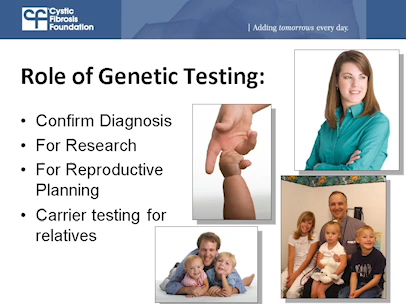 Cystic
Fibrosis
Foundation
| Adding tomorrows every day.
Role of Genetic Testing:
• Confirm Diagnosis
• For Research
• For Reproductive
Planning
• Carrier testing for
relatives